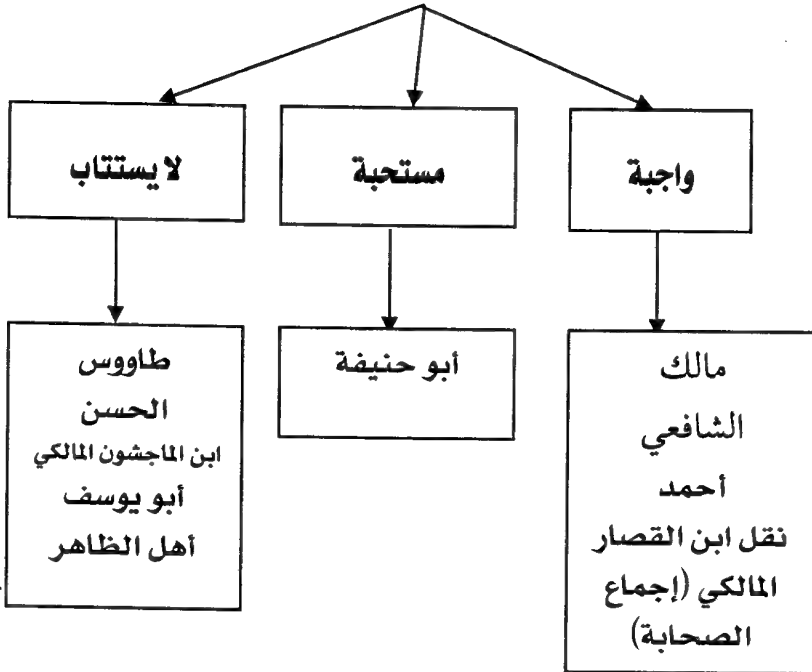 واجبة
مستحبة
لا يستتاب
مالك
الشافعي
أحمد
نقل ابن القصار
المالكي (إجماع
الصحابة)
أبو حنيفة
طاووس
الحسن
ابن الماجشون المالكي
أبو يوسف
أهل الظاهر